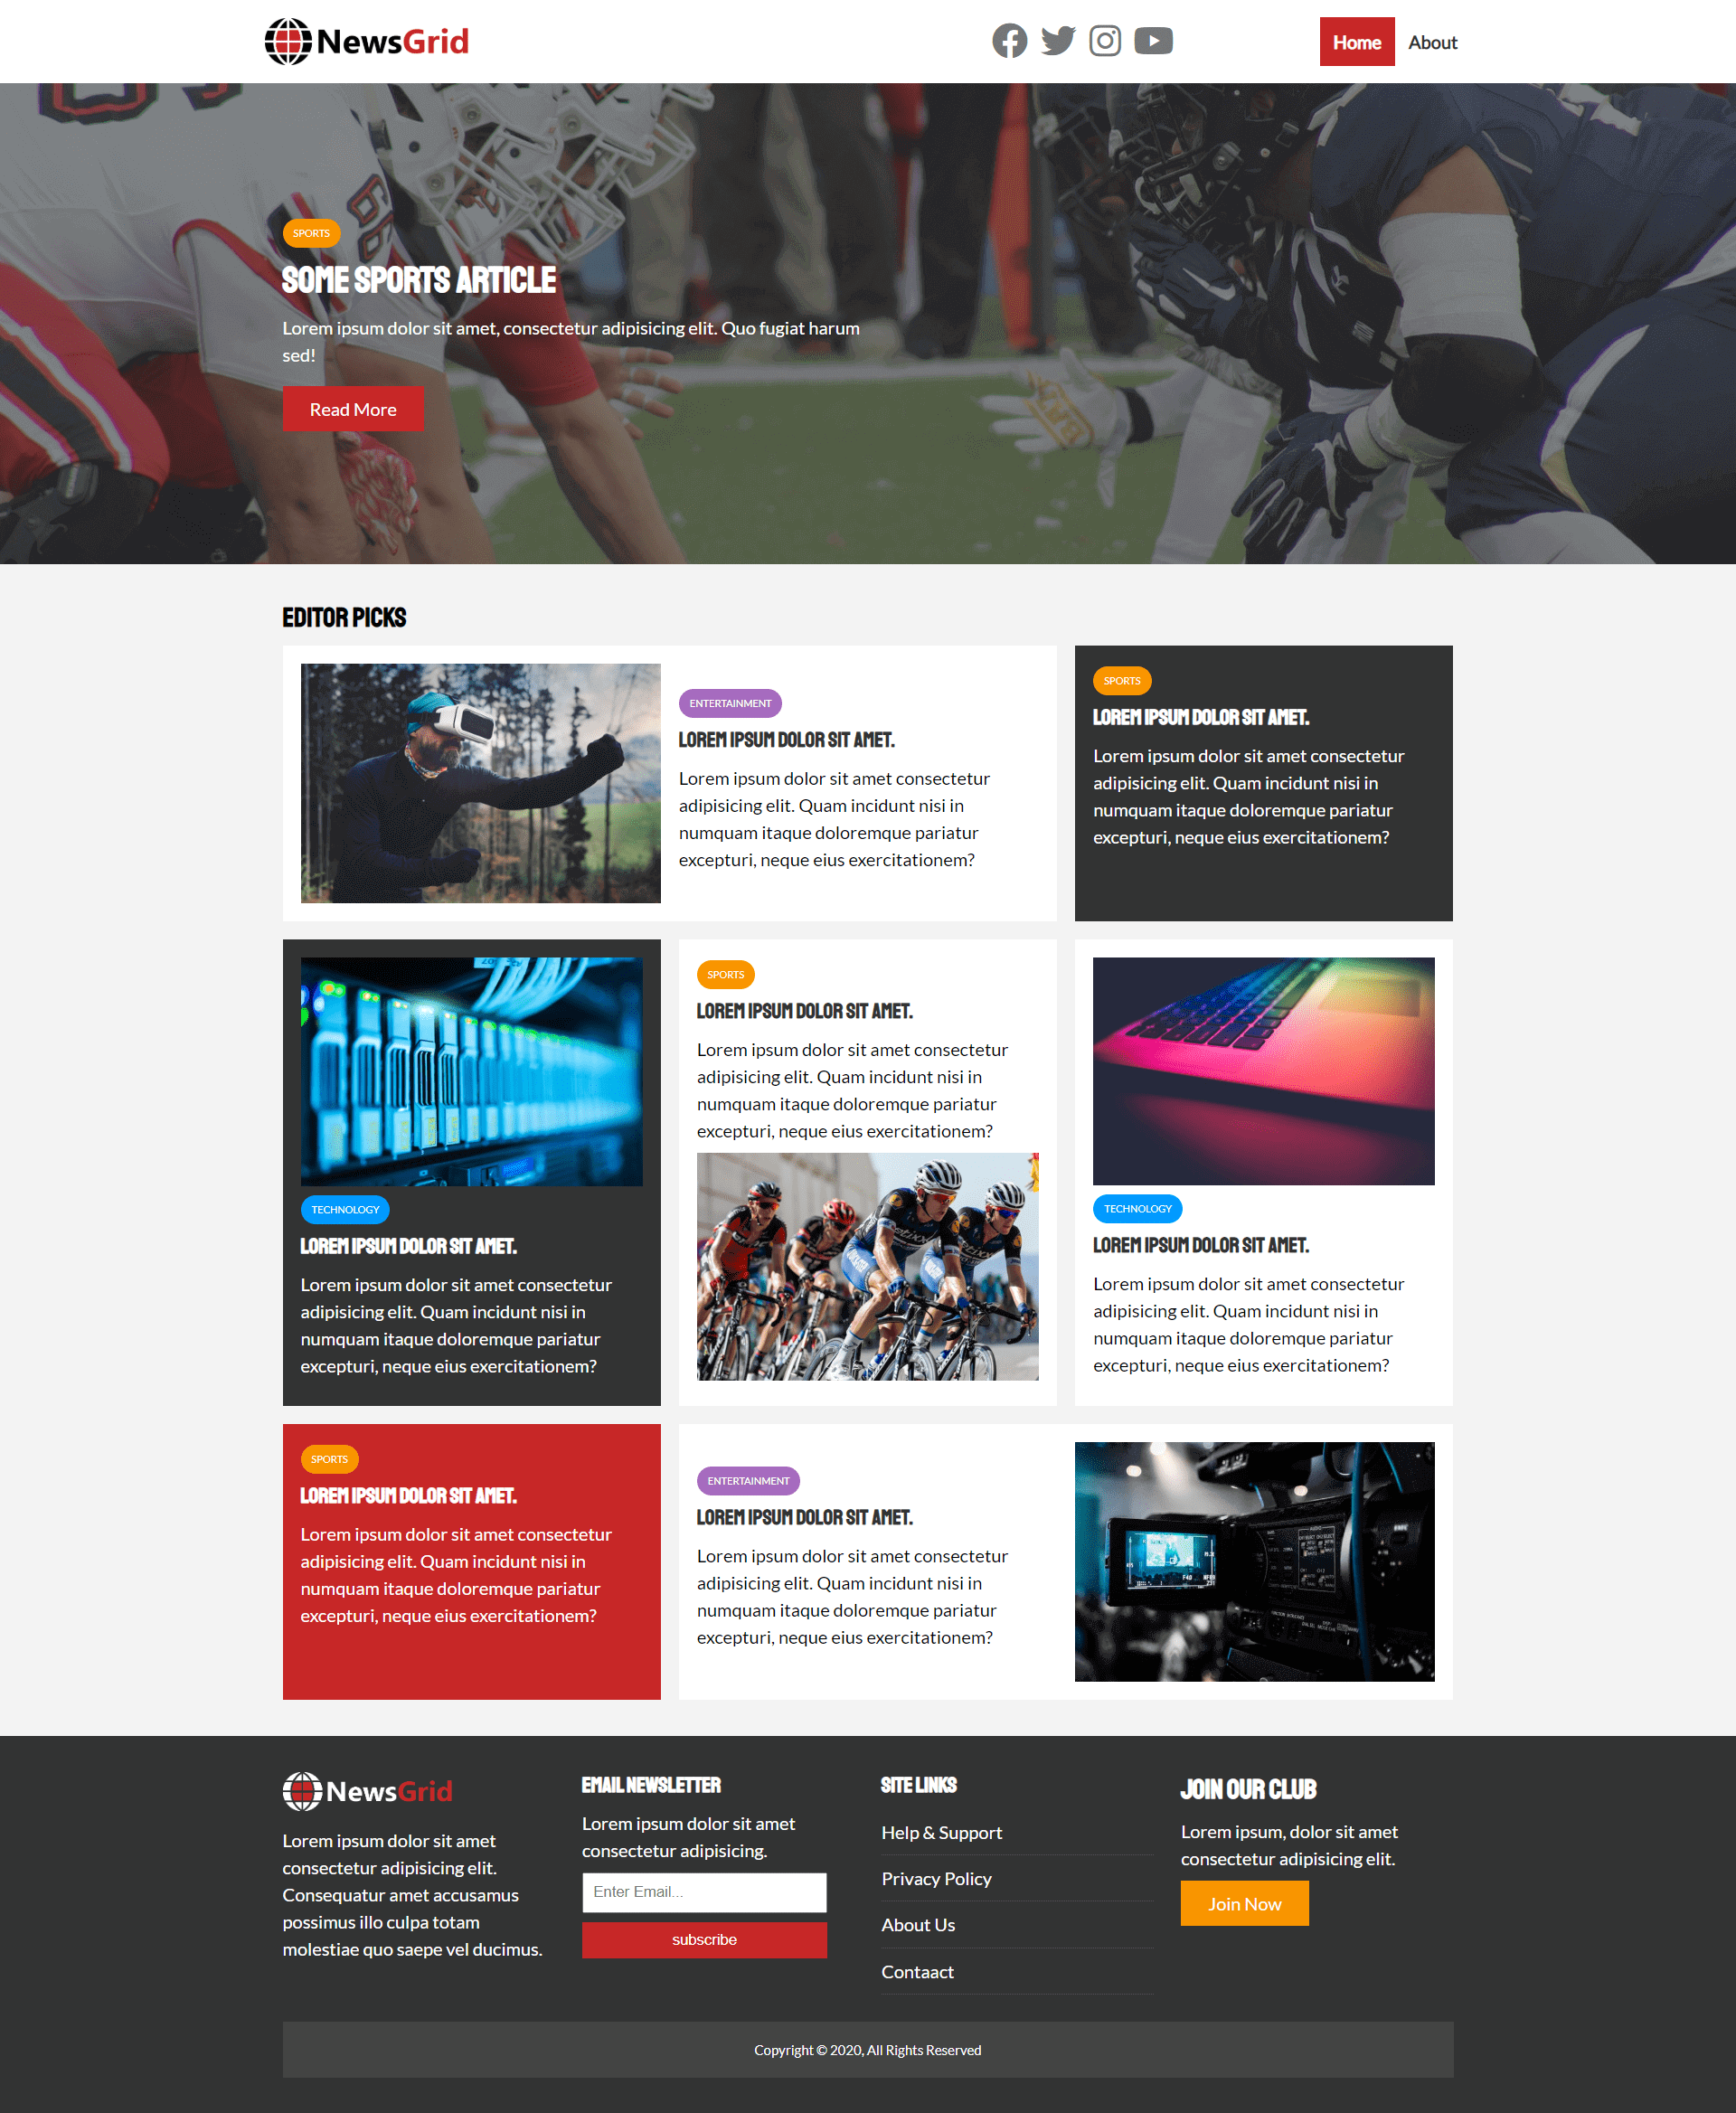 NewsGrid
Home
About
SPORTS
SOME SPORTS ARTICLE
Lorem ipsum dolor sit amet, consectetur adipisicing elit. Quo fugiat harum
sed!
Read More
EDITOR PICKS
ENTERTAINMENT
LOREM IPSUM DOLOR SIT AMET.
Lorem ipsum dolor sit amet consectetur
adipisicing elit. Quam incidunt nisi in
numquam itaque doloremque pariatur
excepturi, neque eius exercitationem?
SPORTS
LOREM IPSUM DOLOR SIT AMET.
Lorem ipsum dolor sit amet consectetur
adipisicing elit. Quam incidunt nisi in
numquam itaque doloremque pariatur
excepturi, neque eius exercitationem?
TECHNOLOGY
LOREM IPSUM DOLOR SIT AMET.
Lorem ipsum dolor sit amet consectetur
adipisicing elit. Quam incidunt nisi in
numquam itaque doloremque pariatur
excepturi, neque eius exercitationem?
SPORTS
LOREM IPSUM DOLOR SIT AMET.
Lorem ipsum dolor sit amet consectetur
adipisicing elit. Quam incidunt nisi in
numquam itaque doloremque pariatur
excepturi, neque eius exercitationem?
TECHNOLOGY
LOREM IPSUM DOLOR SIT AMET.
Lorem ipsum dolor sit amet consectetur
adipisicing elit. Quam incidunt nisi in
numquam itaque doloremque pariatur
excepturi, neque eius exercitationem?
SPORTS
LOREM IPSUM DOLOR SIT AMET.
Lorem ipsum dolor sit amet consectetur
adipisicing elit. Quam incidunt nisi in
numquam itaque doloremque pariatur
excepturi, neque eius exercitationem?
ENTERTAINMENT
LOREM IPSUM DOLOR SIT AMET.
Lorem ipsum dolor sit amet consectetur
adipisicing elit. Quam incidunt nisi in
numquam itaque doloremque pariatur
excepturi, neque eius exercitationem?
NewsGrid
Lorem ipsum dolor sit amet
consectetur adipisicing elit.
Consequatur amet accusamus
possimus illo culpa totam
molestiae quo saepe vel ducimus.
EMAIL NEWSLETTER
Lorem ipsum dolor sit amet
consectetur adipisicing.
Enter Email...
subscribe
SITE LINKS
Help & Support
Privacy Policy
About Us
Contaact
JOIN OUR CLUB
Lorem ipsum, dolor sit amet
consectetur adipisicing elit.
Join Now
Copyright © 2020, All Rights Reserved